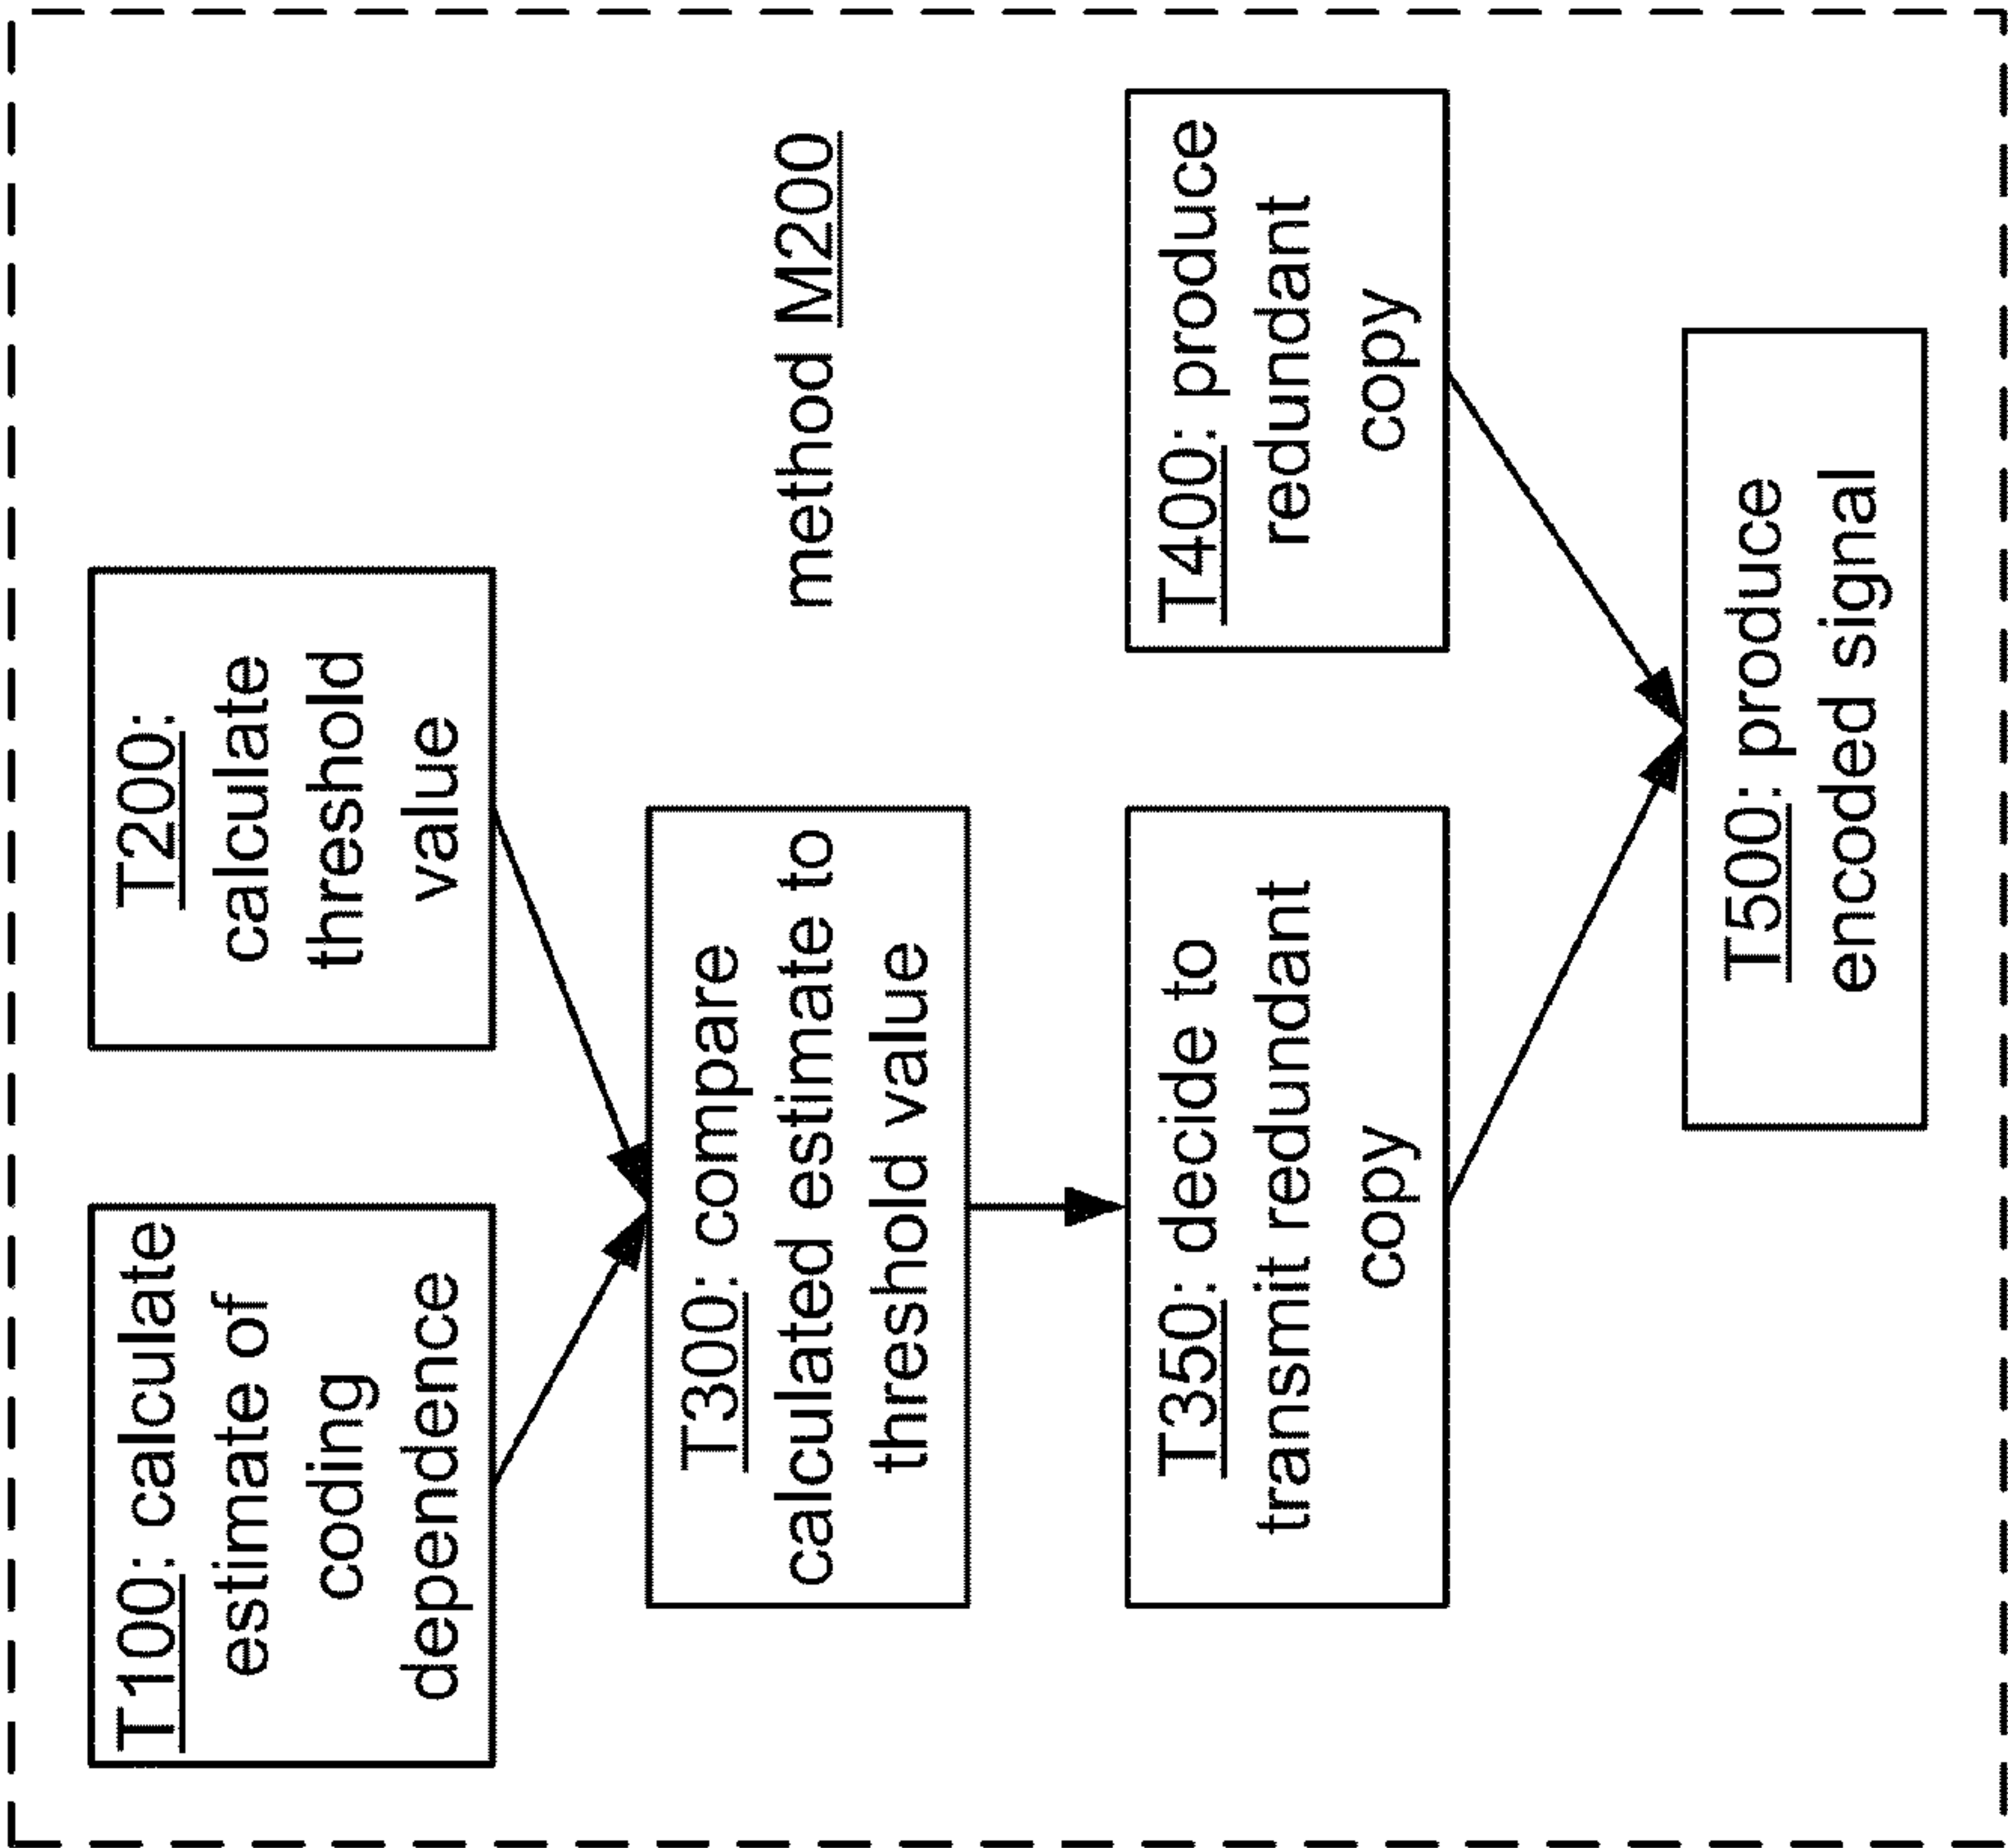 T100: calculate
estimate of
coding
dependence
T200:
calculate
threshold
value
T300: compare
calculated estimate to
threshold value
method M200
T350: decide to
transmit redundant
copy
T400: produce
redundant
copy
T500: produce
encoded signal